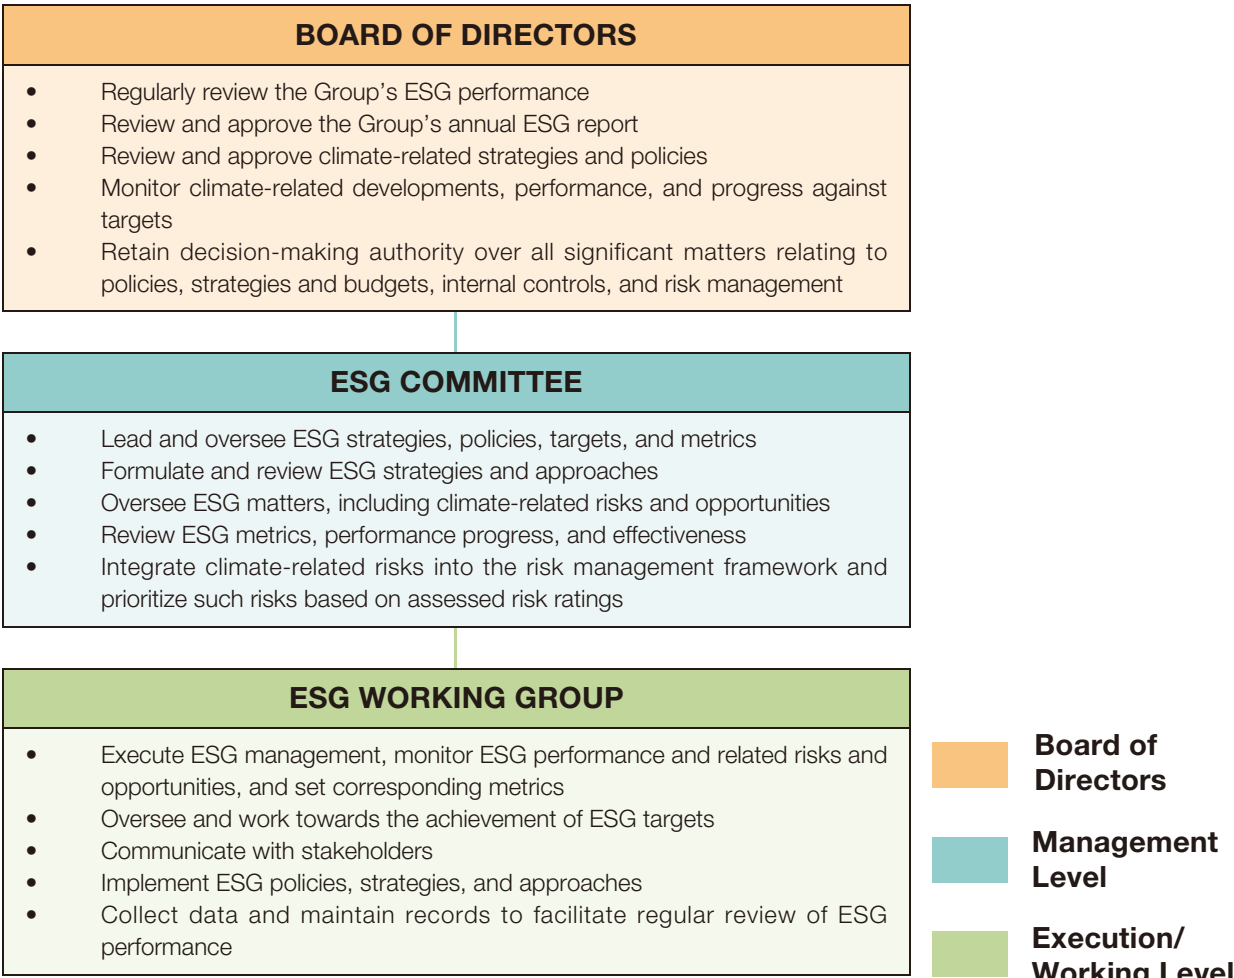 BOARD OF DIRECTORS
• Regularly review the Group’s ESG performance
• Review and approve the Group’s annual ESG report
• Review and approve climate-related strategies and policies
• Monitor climate-related developments, performance, and progress against
targets
• Retain decision-making authority over all significant matters relating to
policies, strategies and budgets, internal controls, and risk management
ESG COMMITTEE
• Lead and oversee ESG strategies, policies, targets, and metrics
• Formulate and review ESG strategies and approaches
• Oversee ESG matters, including climate-related risks and opportunities
• Review ESG metrics, performance progress, and effectiveness
• Integrate climate-related risks into the risk management framework and
prioritize such risks based on assessed risk ratings
ESG WORKING GROUP
• Execute ESG management, monitor ESG performance and related risks and
opportunities, and set corresponding metrics
• Oversee and work towards the achievement of ESG targets
• Communicate with stakeholders
• Implement ESG policies, strategies, and approaches
• Collect data and maintain records to facilitate regular review of ESG
performance
Board of
Directors
Management
Level
Execution/
Working Level